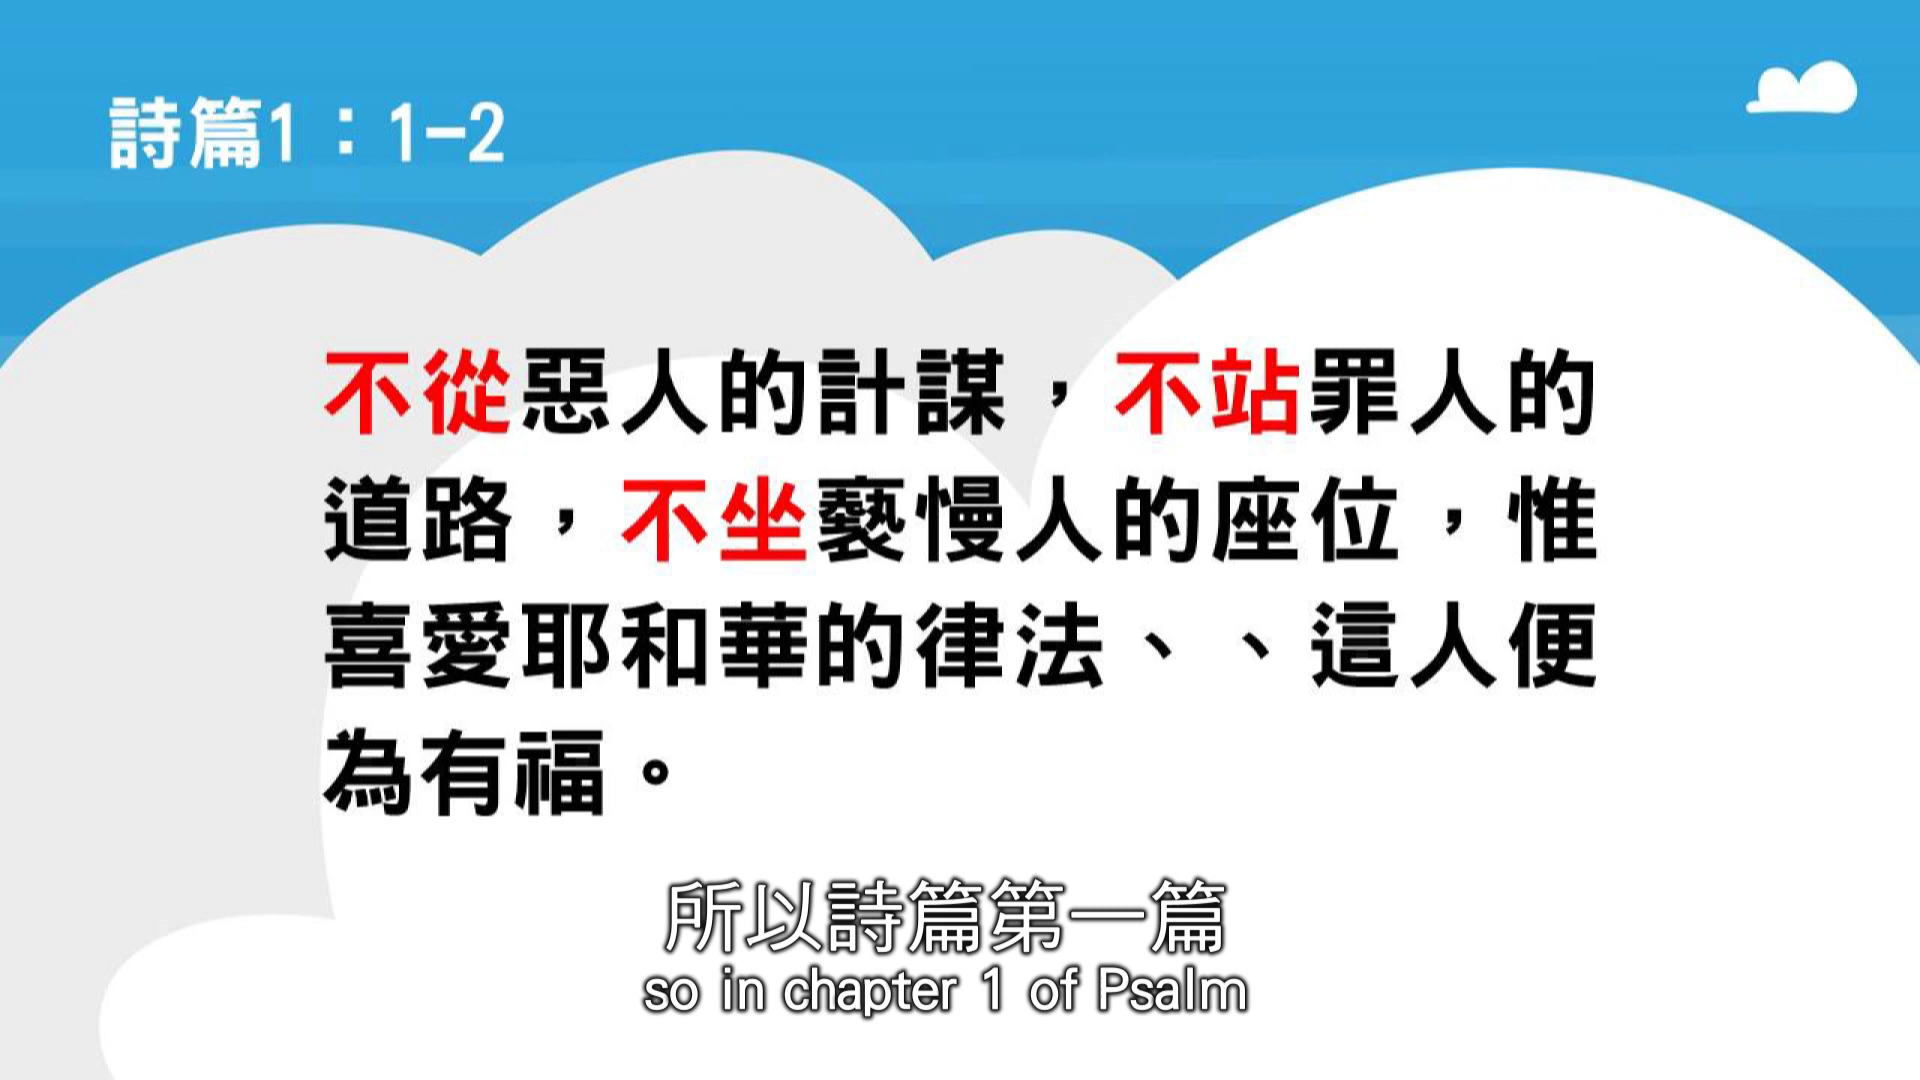 詩篇1：1-2
不從惡人的計謀，不站罪人的
道路，不坐褻慢人的座位，惟
喜愛耶和華的律法、、這人便
為有福。
所以詩篇第一篇
so in chapter 1 of Psalm